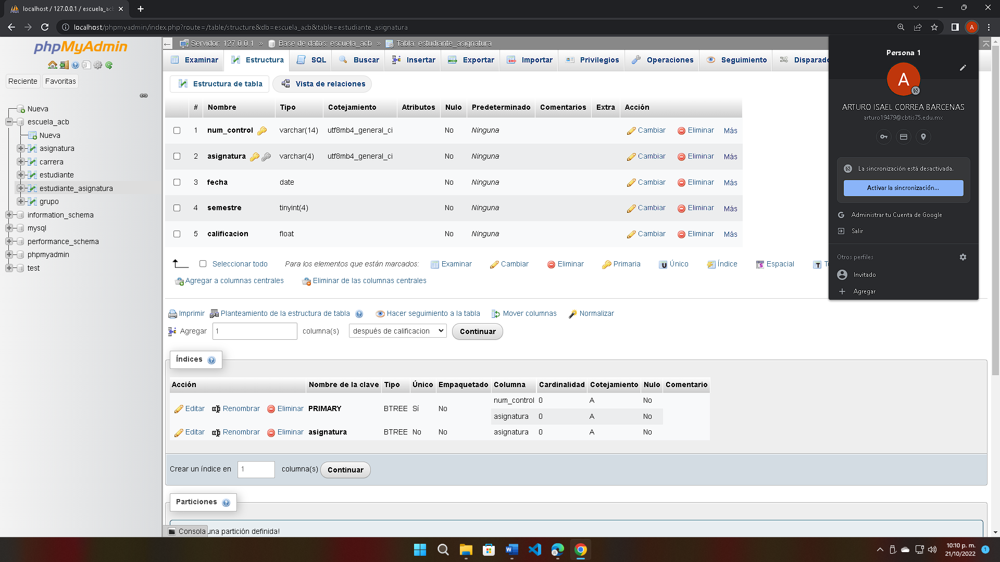 localhost / 127.0.0.1 / escuela_acb
localhost/phpmyadmin/index.php?route=/table/structure&db=escuela_acb&table=estudiante_asignatura
A
phpMyAdmin
Reciente
Favoritas
Nueva
escuela_acb
Nueva
asignatura
carrera
estudiante
estudiante_asignatura
grupo
information_schema
mysql
performance_schema
phpmyadmin
test
Servidor: 127.0.0.1 » Base de datos: escuela_acb » Tabla: estudiante_asignatura
Examinar Estructura SQL Buscar Insertar Exportar Importar Privilegios Operaciones Seguimiento Disparado
Estructura de tabla Vista de relaciones
# Nombre Tipo Cotejamiento Atributos Nulo Predeterminado Comentarios Extra Acción
1 num_control varchar(14) utf8mb4_general_ci No Ninguna Cambiar Eliminar Más
2 asignatura varchar(4) utf8mb4_general_ci No Ninguna Cambiar Eliminar Más
3 fecha date No Ninguna Cambiar Eliminar Más
4 semestre tinyint(4) No Ninguna Cambiar Eliminar Más
5 calificacion float No Ninguna Cambiar Eliminar Más
Seleccionar todo Para los elementos que están marcados: Examinar Cambiar Eliminar Primaria Único Índice Espacial
Agregar a columnas centrales Eliminar de las columnas centrales
Imprimir Planteamiento de la estructura de tabla Hacer seguimiento a la tabla Mover columnas Normalizar
Agregar 1 columna(s) después de calificacion Continuar
Índices
Acción Nombre de la clave Tipo Único Empaquetado Columna Cardinalidad Cotejamiento Nulo Comentario
Editar Renombrar Eliminar PRIMARY BTREE Sí No num_control 0 A No
asignatura 0 A No
Editar Renombrar Eliminar asignatura BTREE No No asignatura 0 A No
Crear un índice en 1 columna(s) Continuar
Particiones
Consola una partición definida!
Persona 1
A
ARTURO ISAEL CORREA BARCENAS
arturo19479@cbtis75.edu.mx
La sincronización está desactivada.
Activar la sincronización...
Administrar tu Cuenta de Google
Salir
Otros perfiles
Invitado
Agregar
10:10 p. m.
21/10/2022
1